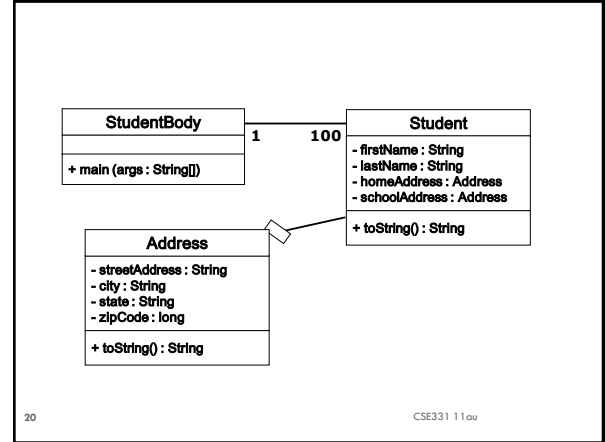 StudentBody
+ main (args : String[])
1 100
Student
- firstName : String
- lastName : String
- homeAddress : Address
- schoolAddress : Address
+ toString() : String
Address
- streetAddress : String
- city : String
- state : String
- zipCode : long
+ toString() : String
20
CSE331 11au